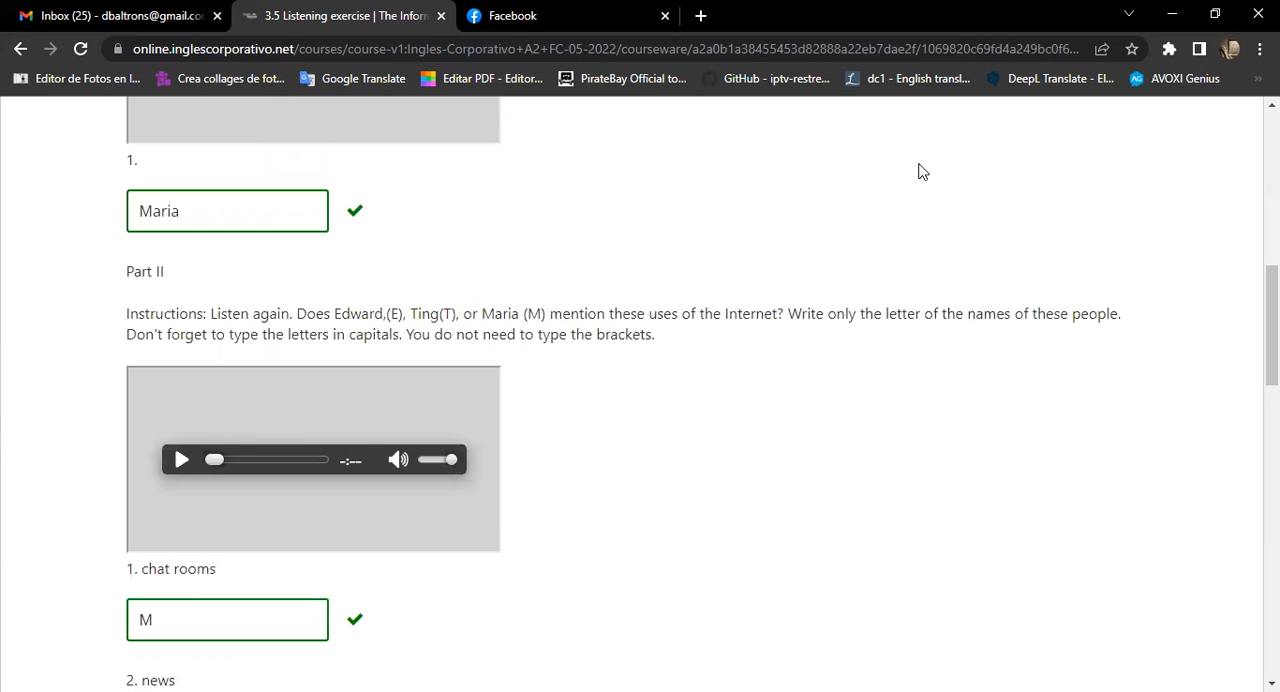 Inbox (25) - dbaltrons@gmail.co
3.5 Listening exercise | The Infor
Facebook
online.inglescorporativo.net/courses/course-v1:Ingles-Corporativo+A2+FC-05-2022/courseware/a2a0b1a38455453d82888a22eb7dae2f/1069820c69fd4a249bc0f6...
Editor de Fotos en l...
Crea collages de fot...
Google Translate
Editar PDF - Editor...
PirateBay Official to...
GitHub - iptv-restre...
dc1 - English transl...
DeepL Translate - El...
AVOXI Genius
1.
Maria
Part II
Instructions: Listen again. Does Edward,(E), Ting(T), or Maria (M) mention these uses of the Internet? Write only the letter of the names of these people.
Don't forget to type the letters in capitals. You do not need to type the brackets.
-:--
1. chat rooms
M
2. news